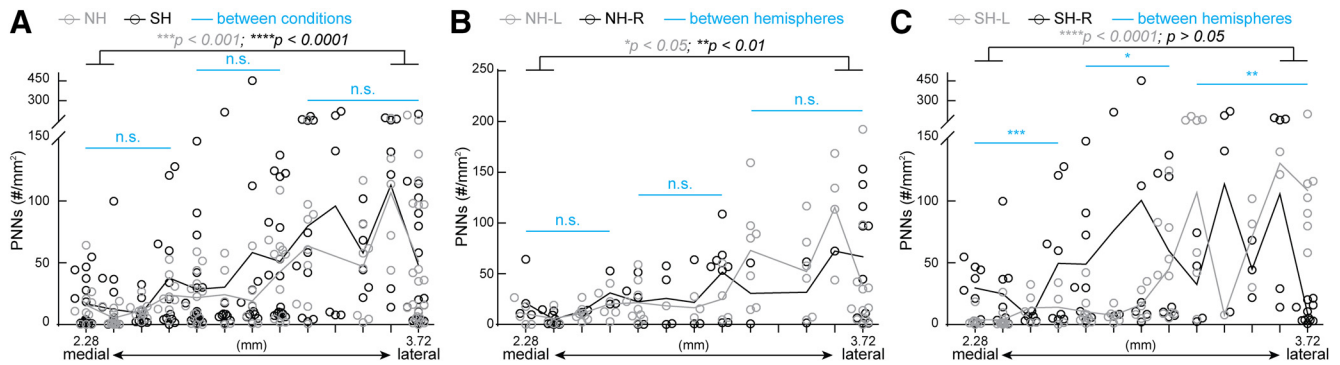 A NH SH between conditions
***p < 0.001; ****p < 0.0001
n.s.
n.s.
n.s.
450
300
150
100
50
0
PNNs (#/mm²)
2.28
3.72
medial (mm) lateral
B NH-L NH-R between hemispheres
*p < 0.05; **p < 0.01
n.s.
n.s.
n.s.
250
200
150
100
50
0
PNNs (#/mm²)
2.28
3.72
medial (mm) lateral
C SH-L SH-R between hemispheres
****p < 0.0001; p > 0.05
*
**
***
450
300
150
100
50
0
PNNs (#/mm²)
2.28
3.72
medial (mm) lateral